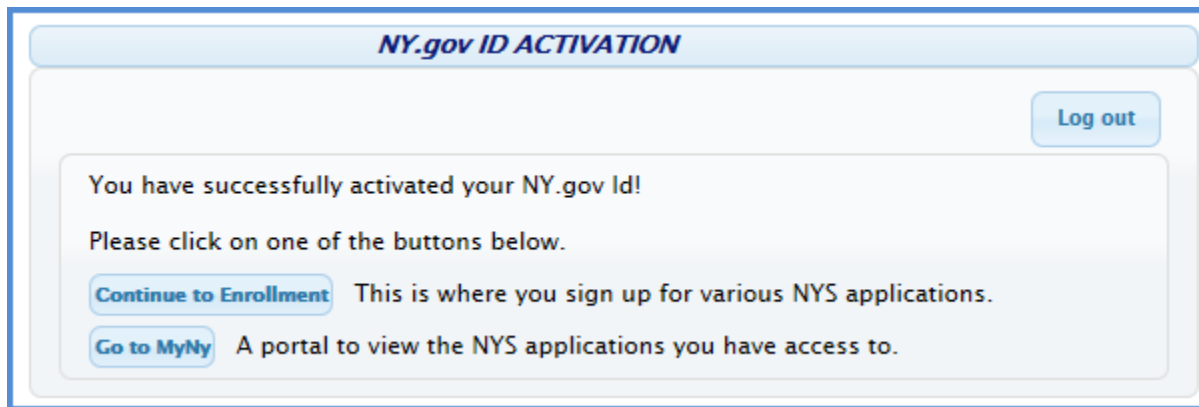 NY.gov ID ACTIVATION
Log out
You have successfully activated your NY.gov Id!
Please click on one of the buttons below.
Continue to Enrollment This is where you sign up for various NYS applications.
Go to MyNy A portal to view the NYS applications you have access to.